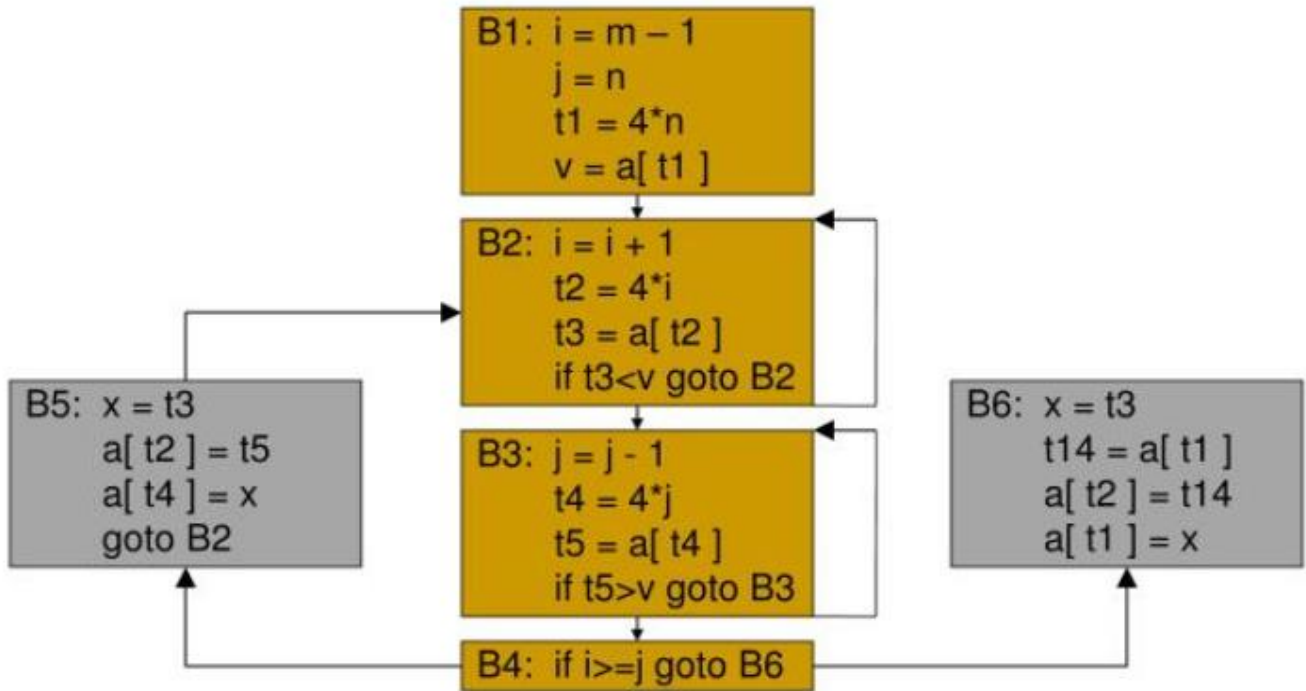 B1: i = m – 1
j = n
t1 = 4*n
v = a[ t1 ]
B2: i = i + 1
t2 = 4*i
t3 = a[ t2 ]
if t3<v goto B2
B5: x = t3
a[ t2 ] = t5
a[ t4 ] = x
goto B2
B3: j = j - 1
t4 = 4*j
t5 = a[ t4 ]
if t5>v goto B3
B6: x = t3
t14 = a[ t1 ]
a[ t2 ] = t14
a[ t1 ] = x
B4: if i>=j goto B6